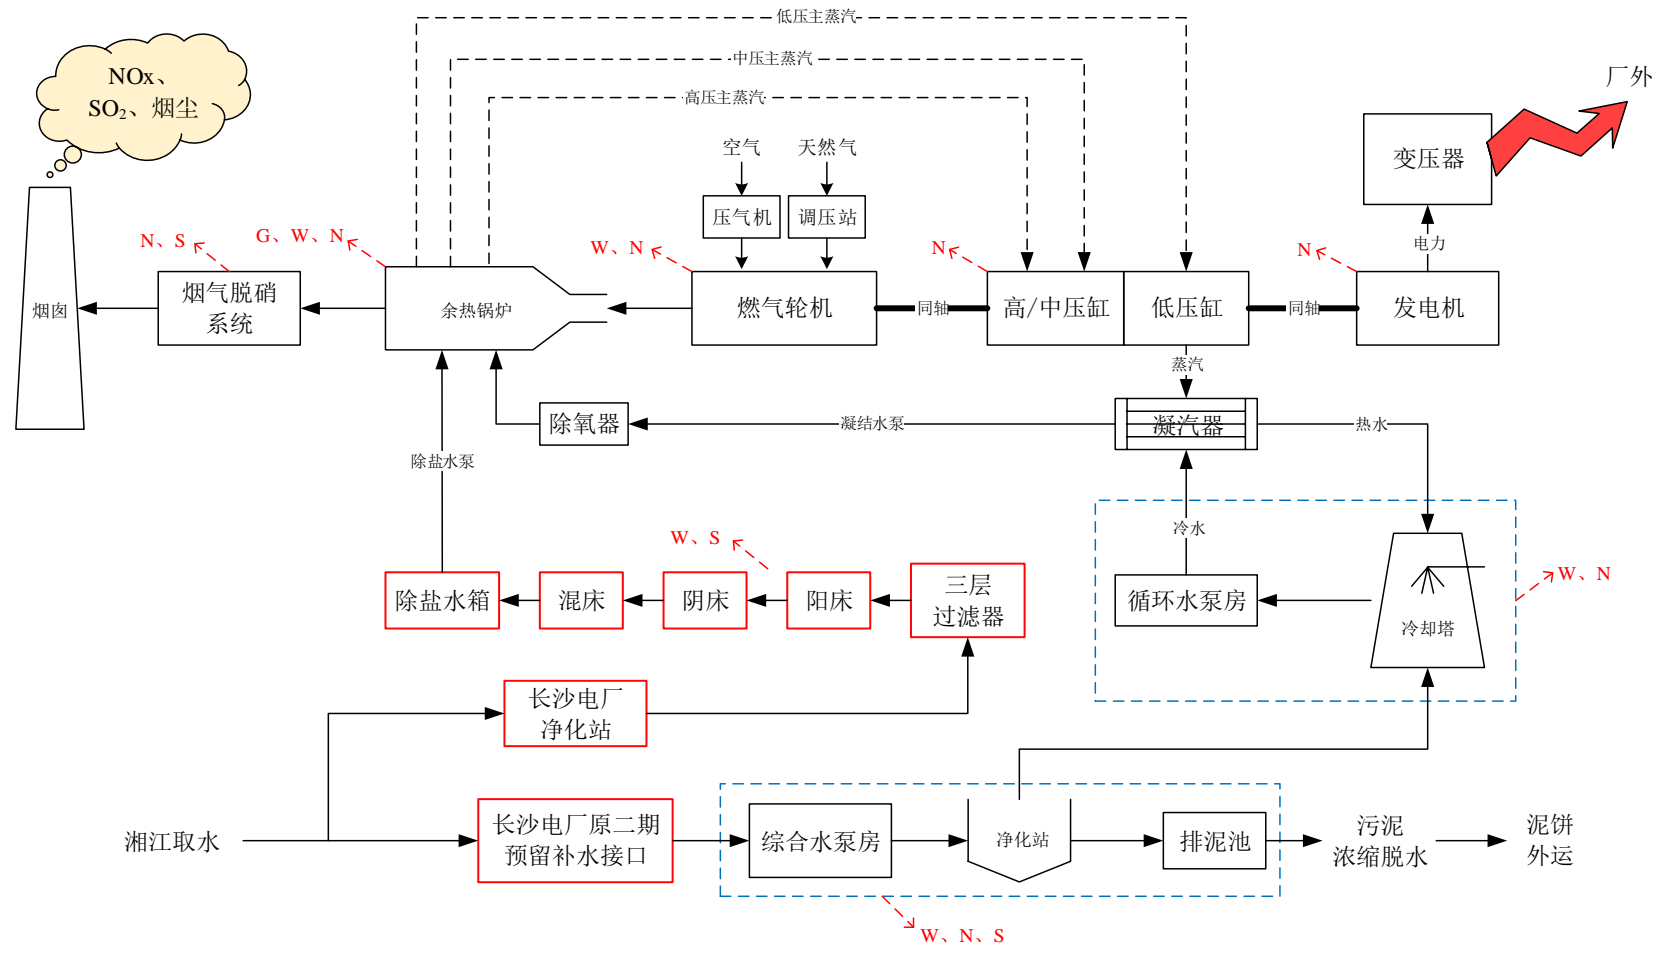 低压主蒸汽
中压主蒸汽
高压主蒸汽
NOx、
SO₂、烟尘
厂外
空气
天然气
变压器
压气机
调压站
N、S
G、W、N
W、N
N
N
电力
烟囱
烟气脱硝
系统
余热锅炉
燃气轮机
同轴
高/中压缸
低压缸
同轴
发电机
蒸汽
除氧器
凝结水泵
凝汽器
热水
除盐水泵
冷水
W、S
除盐水箱
混床
阴床
阳床
三层
过滤器
循环水泵房
冷却塔
W、N
长沙电厂
净化站
湘江取水
长沙电厂原二期
预留补水接口
综合水泵房
净化站
排泥池
污泥
浓缩脱水
泥饼
外运
W、N、S